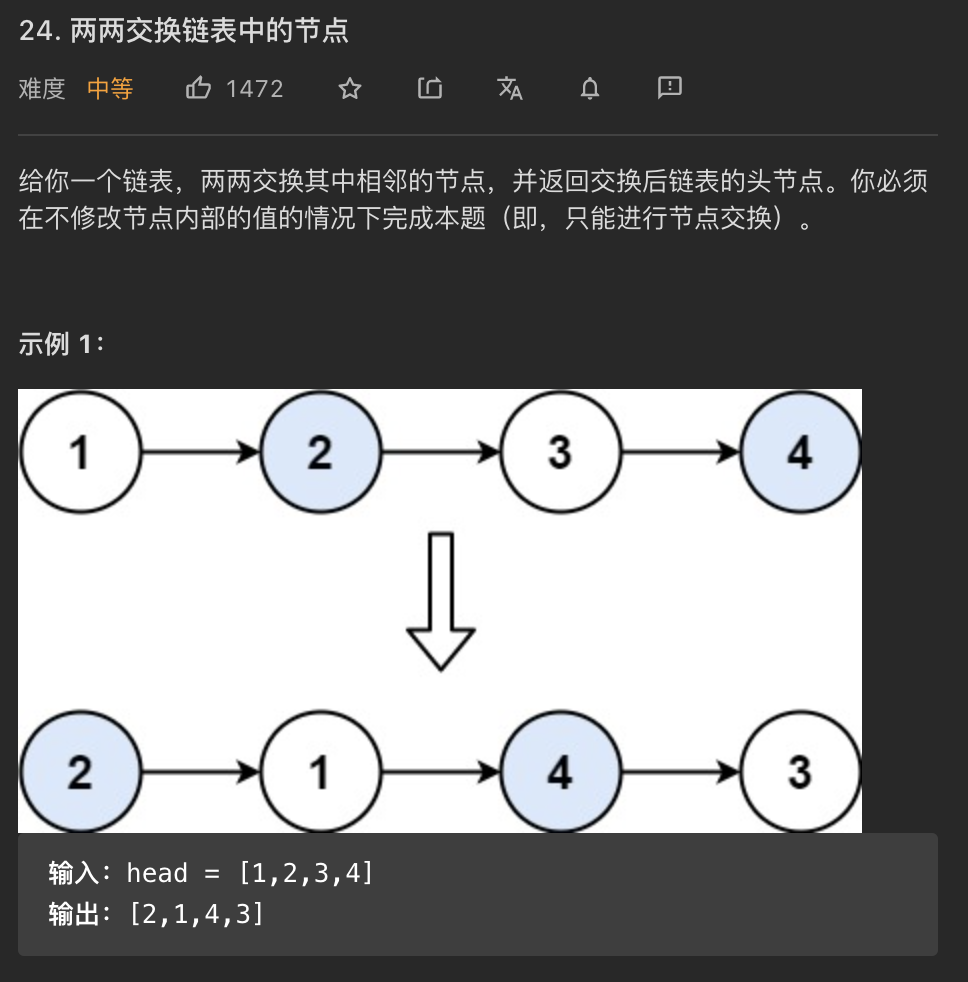 24. 两两交换链表中的节点
难度 中等 1472
给你一个链表，两两交换其中相邻的节点，并返回交换后链表的头节点。你必须
在不修改节点内部的值的情况下完成本题（即，只能进行节点交换）。
示例 1：
1 2 3 4
2 1 4 3
输入：head = [1,2,3,4]
输出：[2,1,4,3]